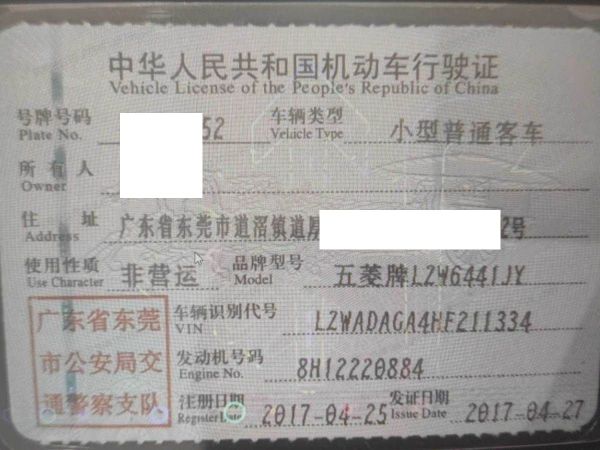 中华人民共和国机动车行驶证
Vehicle License of the People's Republic of China
号牌号码 52 车辆类型 小型普通客车
Plate No. Vehicle Type
所有人
Owner
住址 广东省东莞市道滘镇道厚 2号
Address
使用性质 非营运 品牌型号 五菱牌LZW6441JY
Use Character Model
广东省东莞 车辆识别代号 LZWADAGA4HF211334
VIN
市公安局交 发动机号码 8H12220884
Engine No.
通警察支队 注册日期 2017-04-25 发证日期 2017-04-27
Register Date Issue Date